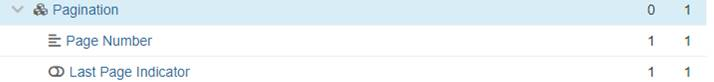 Pagination 0 1
Page Number 1 1
Last Page Indicator 1 1